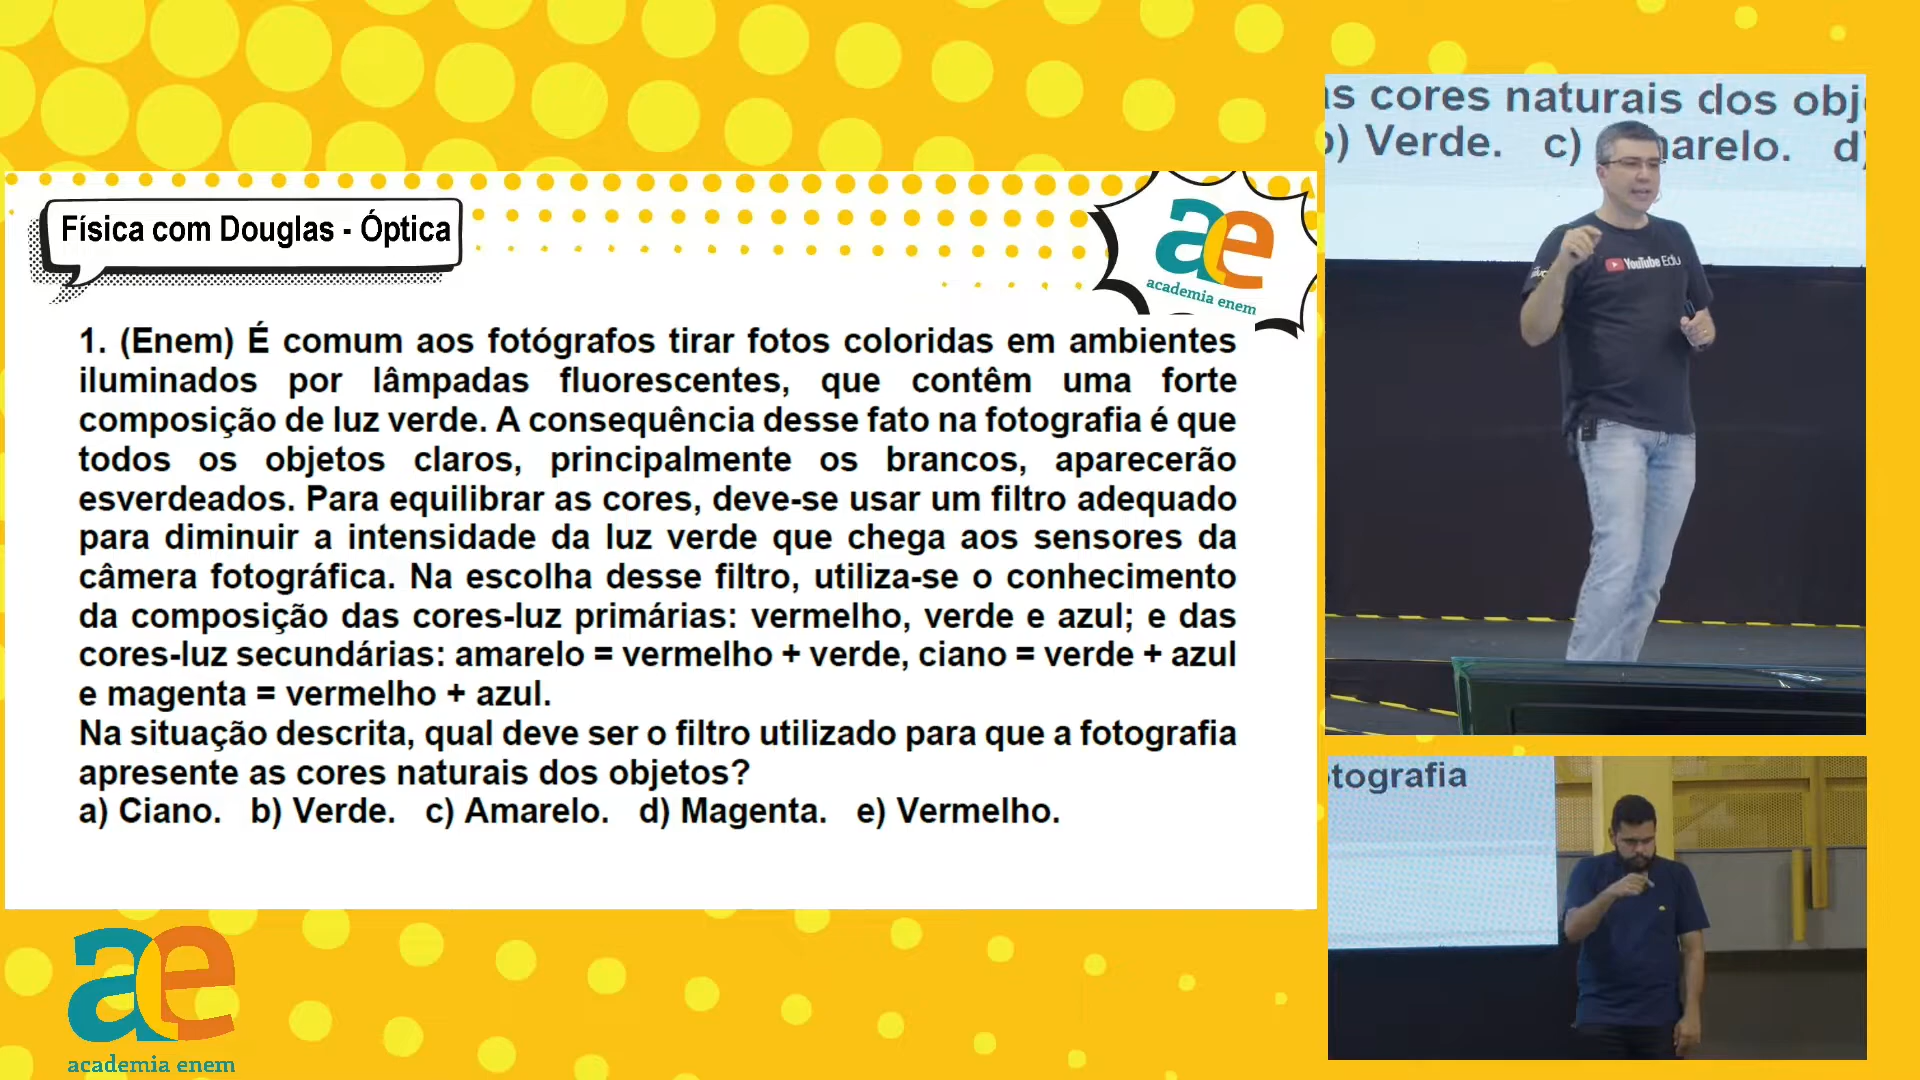 Física com Douglas - Óptica
ae
academia enem
1. (Enem) É comum aos fotógrafos tirar fotos coloridas em ambientes
iluminados por lâmpadas fluorescentes, que contêm uma forte
composição de luz verde. A consequência desse fato na fotografia é que
todos os objetos claros, principalmente os brancos, aparecerão
esverdeados. Para equilibrar as cores, deve-se usar um filtro adequado
para diminuir a intensidade da luz verde que chega aos sensores da
câmera fotográfica. Na escolha desse filtro, utiliza-se o conhecimento
da composição das cores-luz primárias: vermelho, verde e azul; e das
cores-luz secundárias: amarelo = vermelho + verde, ciano = verde + azul
e magenta = vermelho + azul.
Na situação descrita, qual deve ser o filtro utilizado para que a fotografia
apresente as cores naturais dos objetos?
a) Ciano. b) Verde. c) Amarelo. d) Magenta. e) Vermelho.
ae
academia enem
as cores naturais dos obj
b) Verde. c) Amarelo. d)
YouTube Edu
tografia